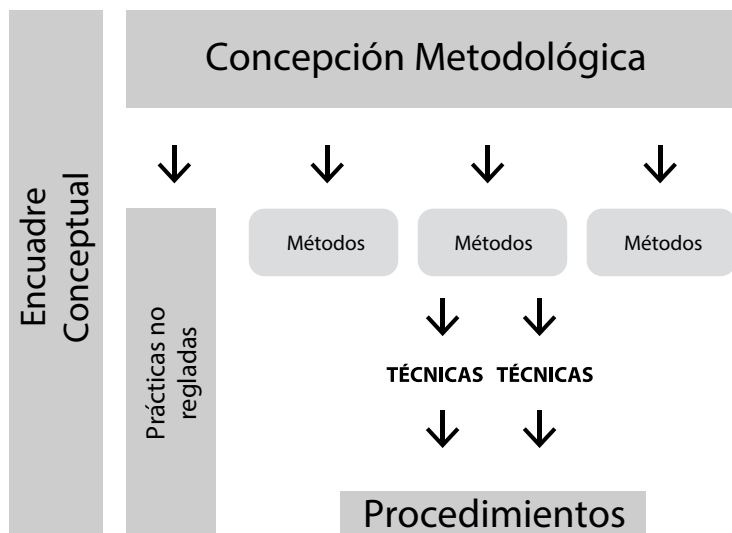 Encuadre
Conceptual
Concepción Metodológica
Prácticas no
regladas
Métodos
Métodos
Métodos
TÉCNICAS TÉCNICAS
Procedimientos